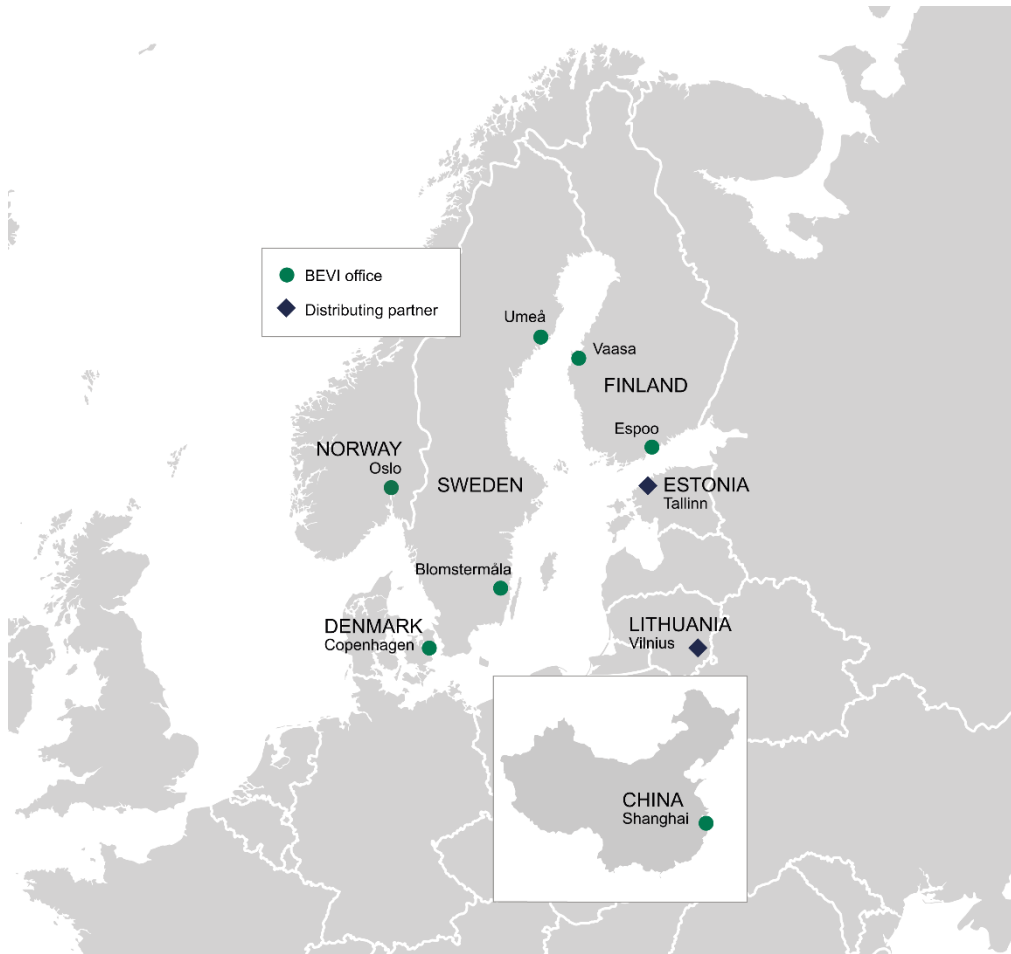 BEVI office
Distributing partner
Umeå
Vaasa
FINLAND
Espoo
NORWAY
Oslo
SWEDEN
ESTONIA
Tallinn
Blomstermåla
DENMARK
Copenhagen
LITHUANIA
Vilnius
CHINA
Shanghai